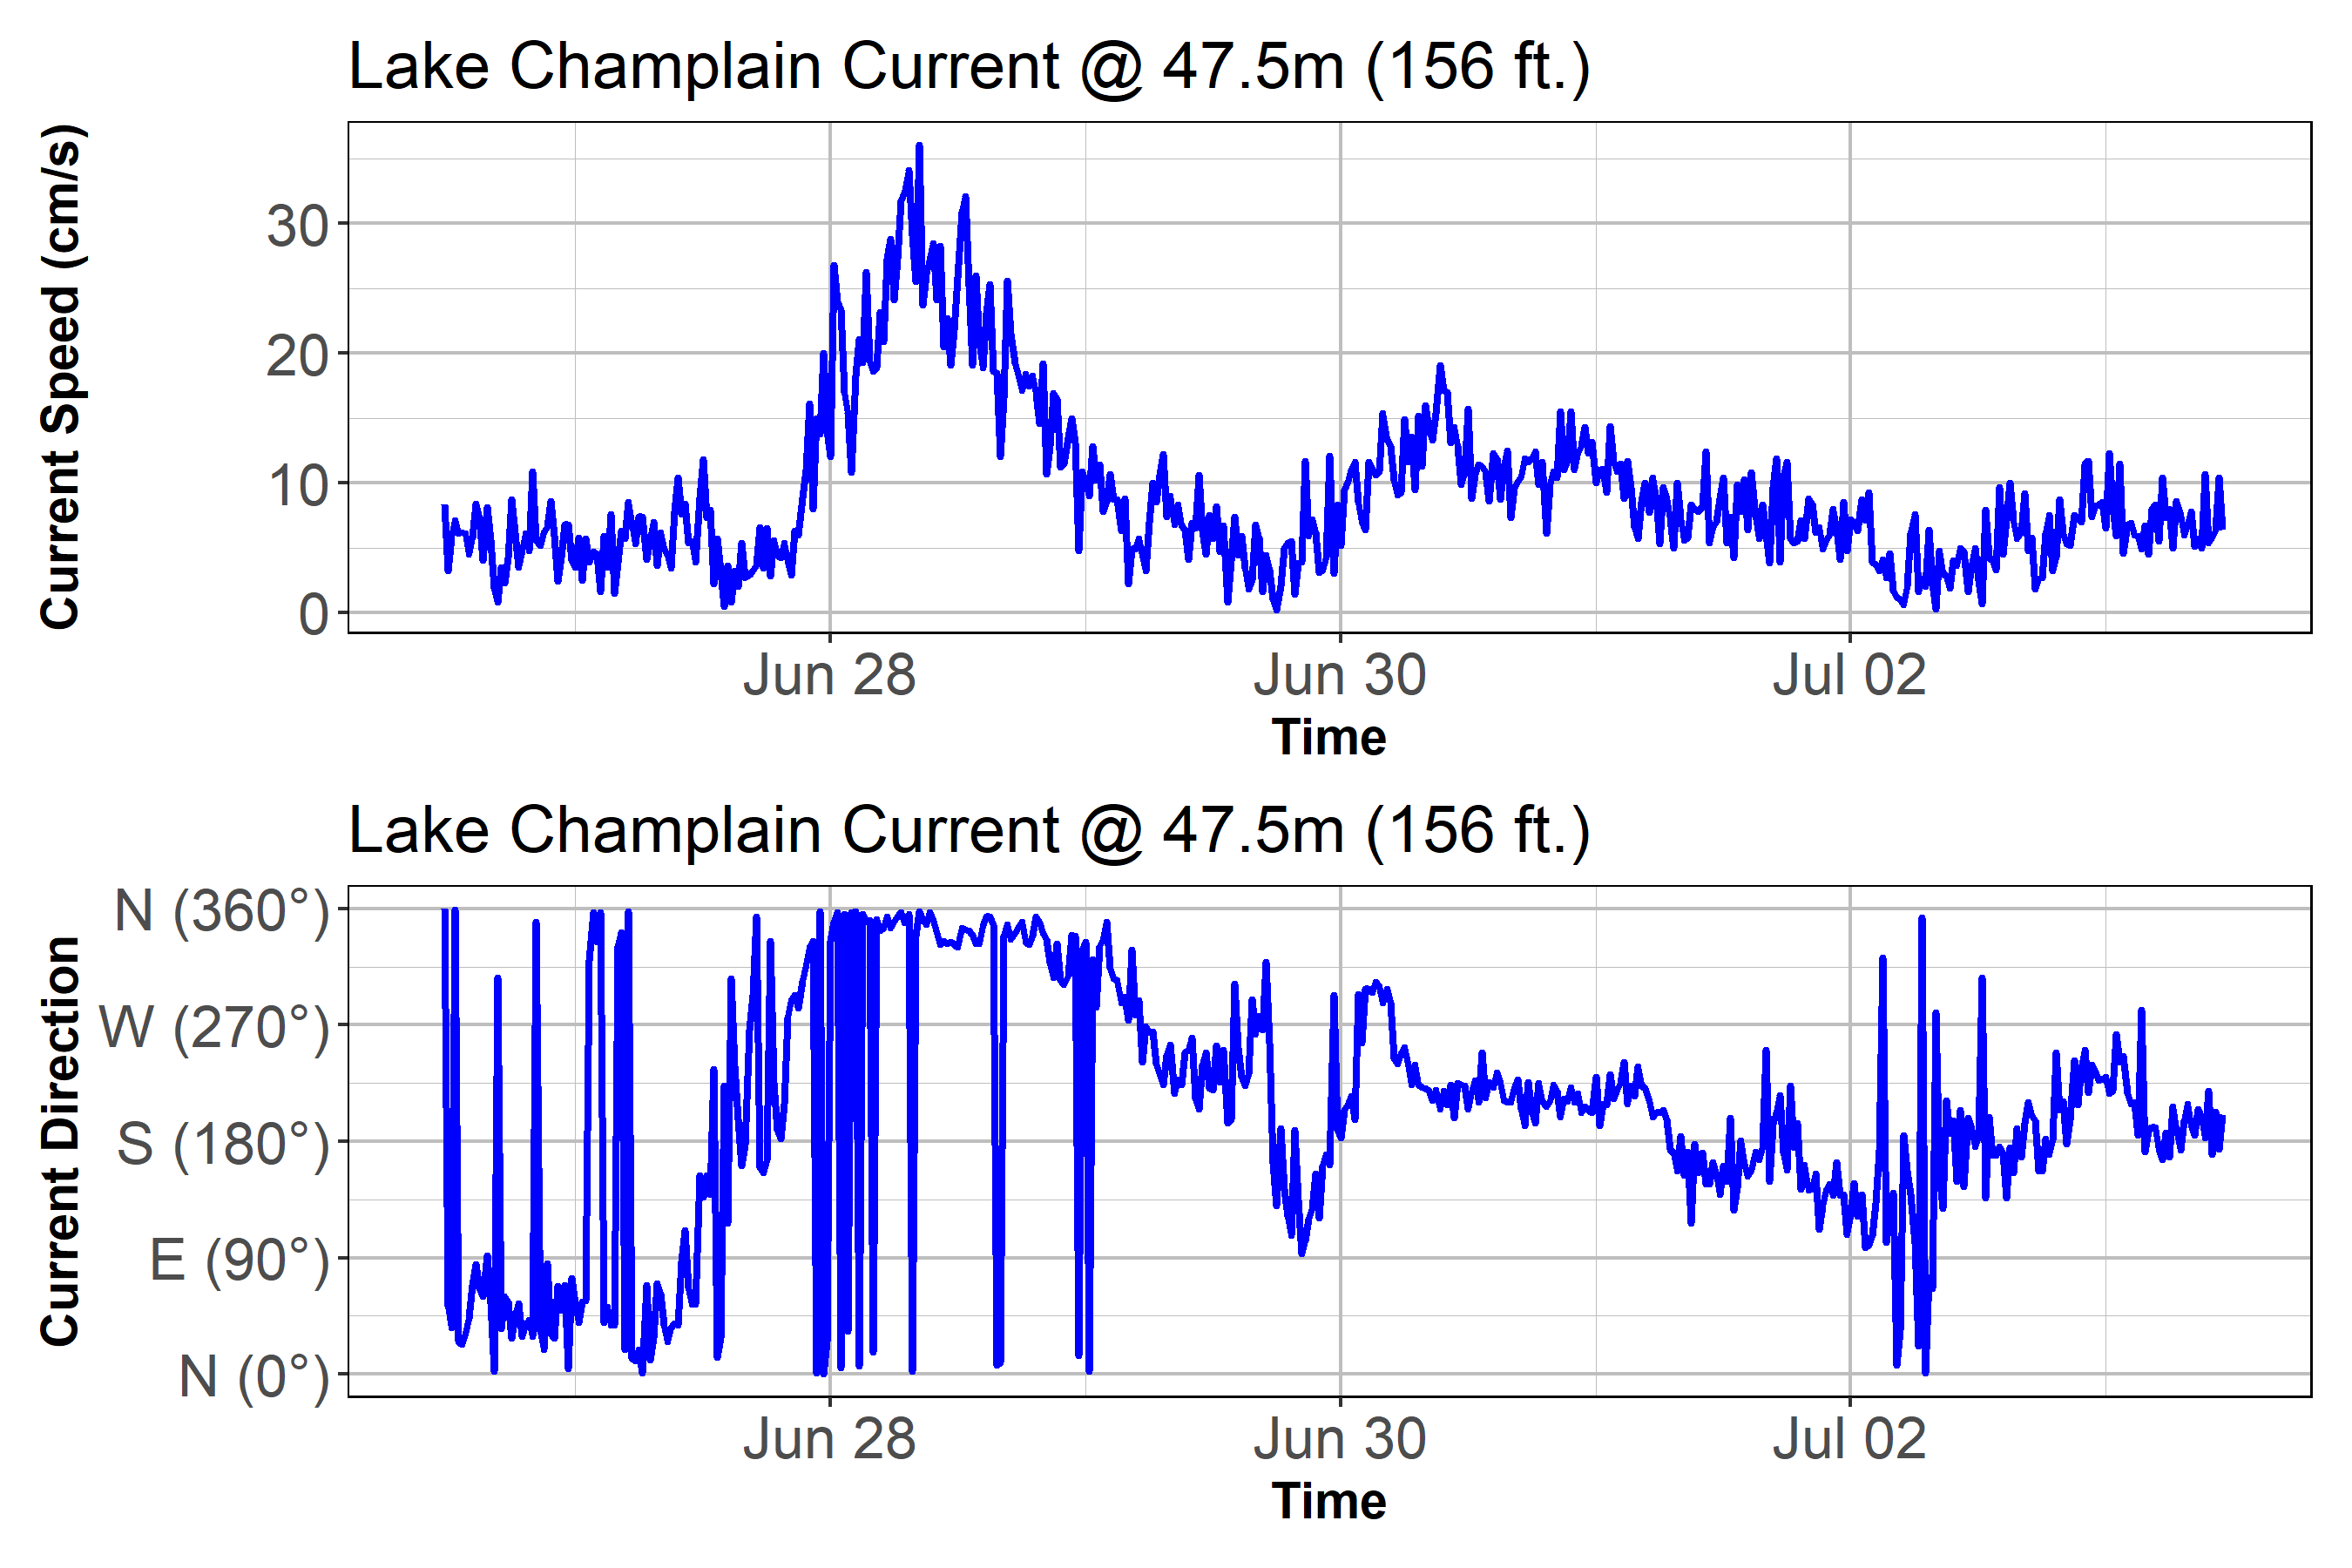 Lake Champlain Current @ 47.5m (156 ft.)
Current Speed (cm/s)
30
20
10
0
Jun 28 Jun 30 Jul 02
Time
Lake Champlain Current @ 47.5m (156 ft.)
Current Direction
N (360°)
W (270°)
S (180°)
E (90°)
N (0°)
Jun 28 Jun 30 Jul 02
Time